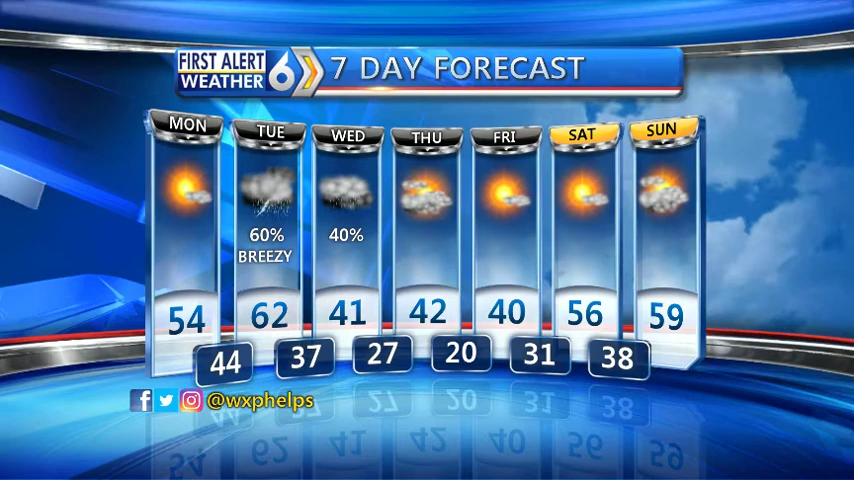 FIRST ALERT
WEATHER 6
7 DAY FORECAST
MON TUE WED THU FRI SAT SUN
60% 40%
BREEZY
54 62 41 42 40 56 59
44 37 27 20 31 38
@wxphelps